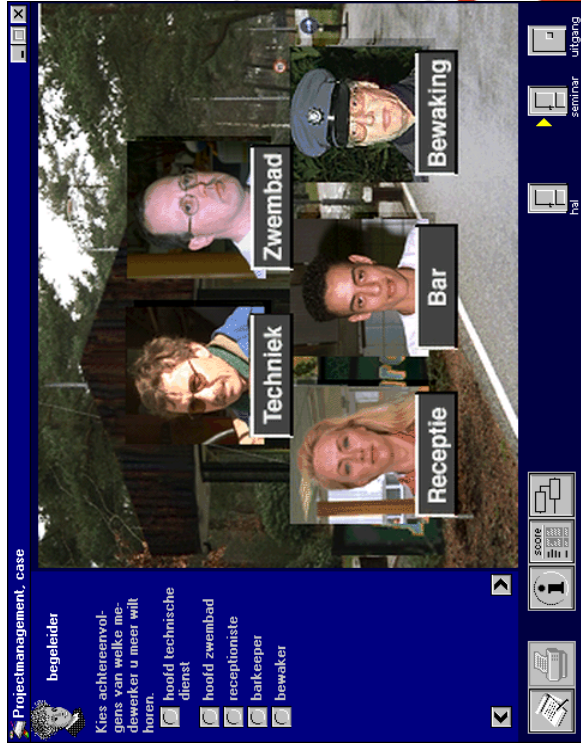 Projectmanagement, case
begeleider
Kies achtereenvol-
gens van welke me-
dewerker u meer wilt
horen.
hoofd technische
dienst
hoofd zwembad
receptioniste
barkeeper
bewaker
Techniek
Zwembad
Receptie
Bar
Bewaking
score
hal
seminar
uitgang